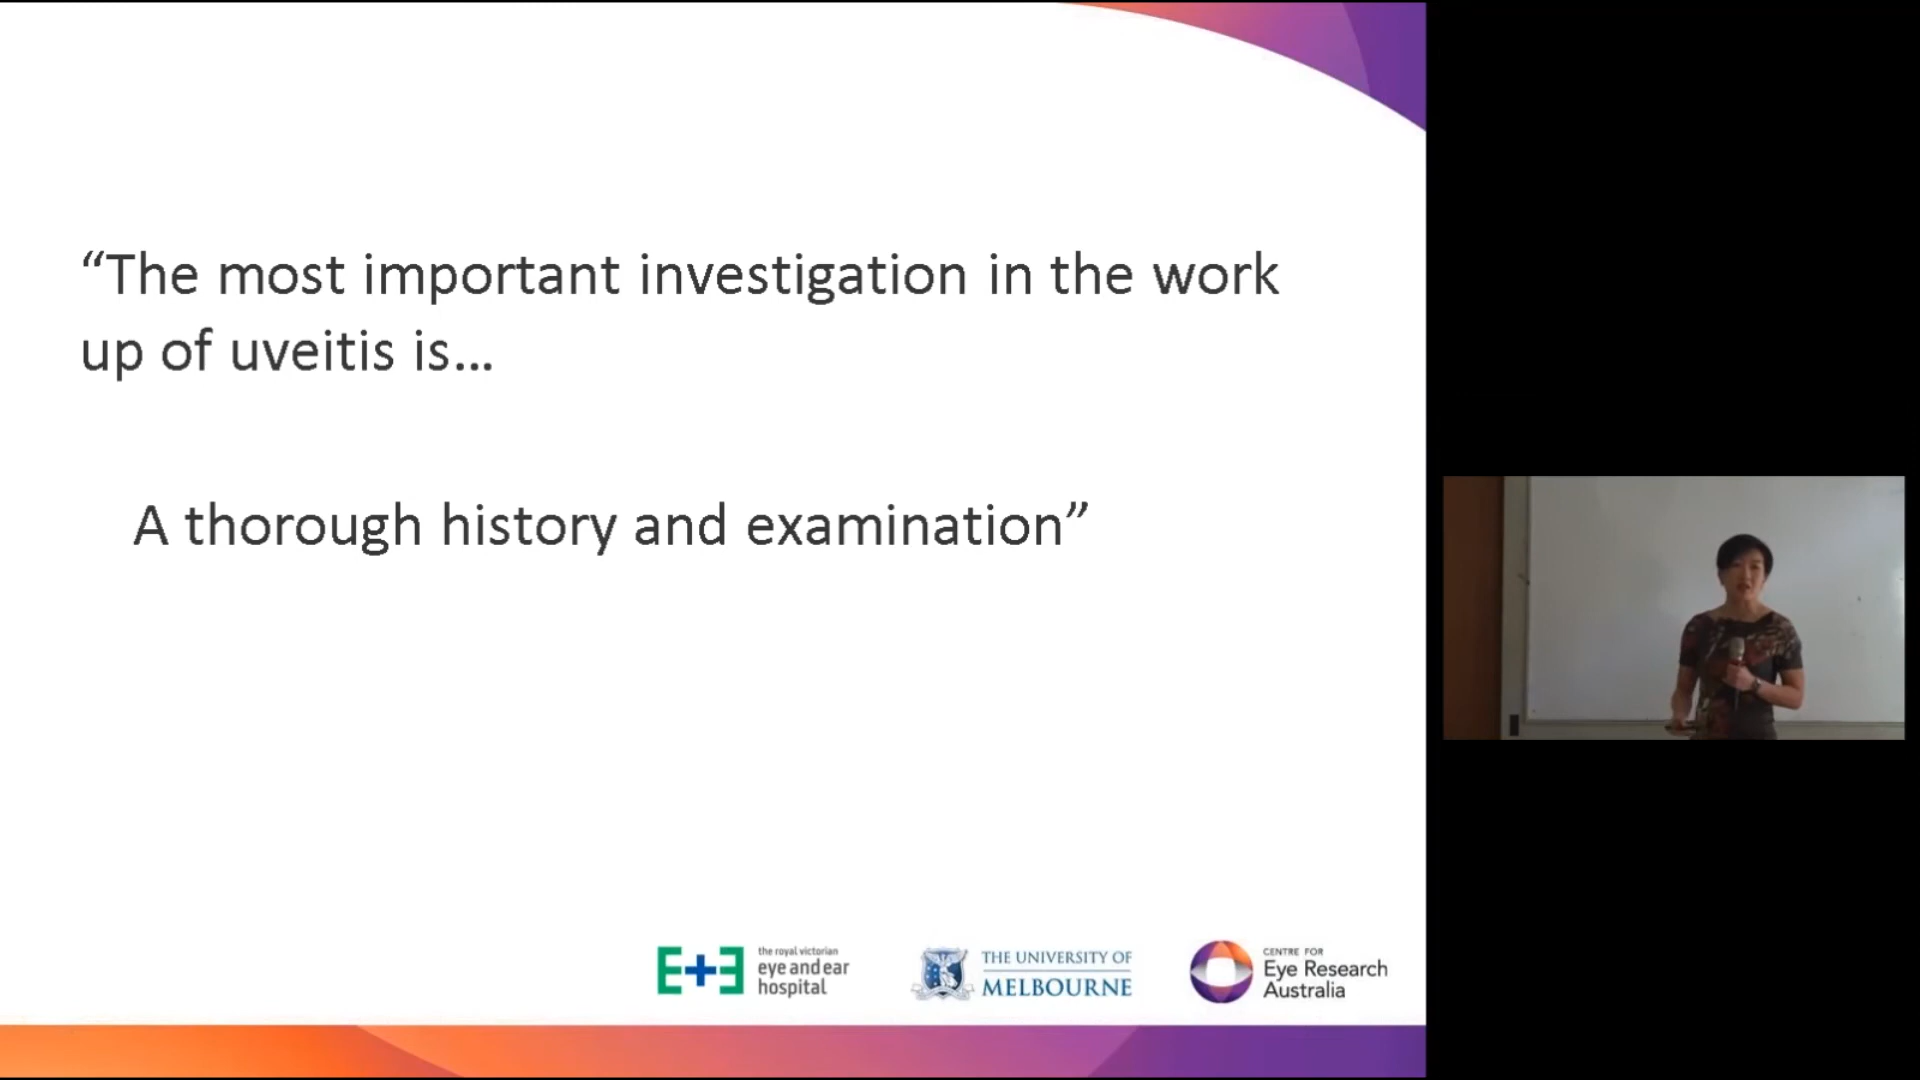 “The most important investigation in the work
up of uveitis is...
A thorough history and examination”
E+E
the royal victorian
eye and ear
hospital
THE UNIVERSITY OF
MELBOURNE
CENTRE FOR
Eye Research
Australia